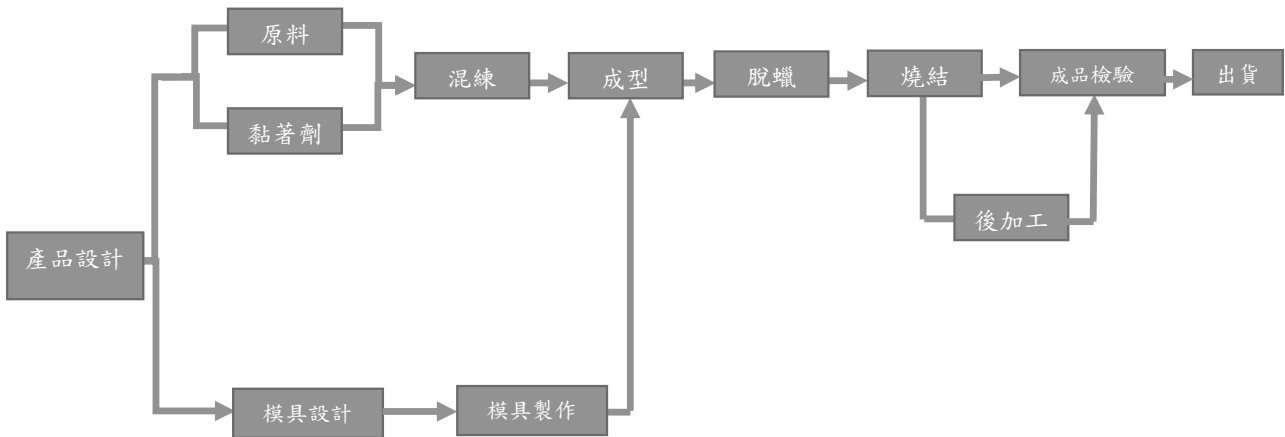 原料
混練
成型
脫蠟
燒結
成品檢驗
出貨
黏著劑
後加工
產品設計
模具設計
模具製作